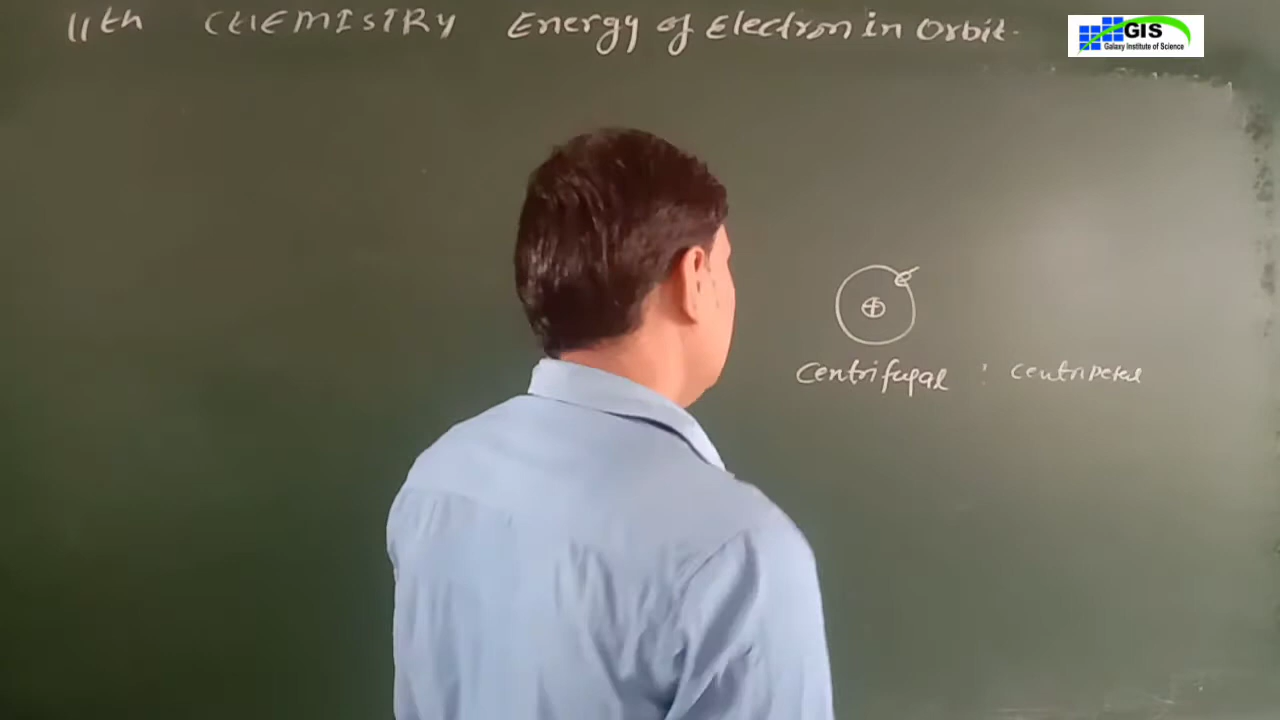 11th CHEMISTRY Energy of Electron in Orbit.
GIS
Galaxy Institute of Science
e
+
Centrifugal : centripetal